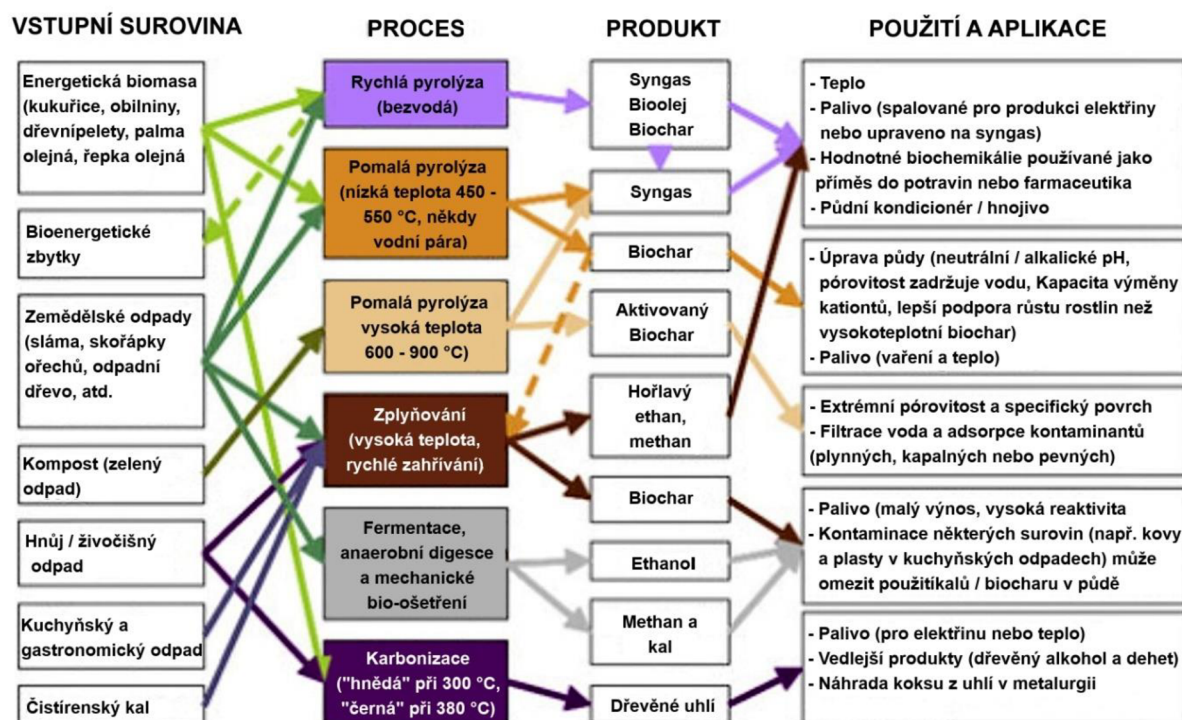 VSTUPNÍ SUROVINA
Energetická biomasa
(kukuřice, obilniny,
dřevnípelety, palma
olejná, řepka olejná
Bioenergetické
zbytky
Zemědělské odpady
(sláma, skořápky
ořechů, odpadní
dřevo, atd.
Kompost (zelený
odpad)
Hnůj / živočišný
odpad
Kuchyňský a
gastronomický odpad
Čistírenský kal
PROCES
Rychlá pyrolýza
(bezvodá)
Pomalá pyrolýza
(nízká teplota 450 -
550 °C, někdy
vodní pára)
Pomalá pyrolýza
vysoká teplota
600 - 900 °C)
Zplyňování
(vysoká teplota,
rychlé zahřívání)
Fermentace,
anaerobní digesce
a mechanické
bio-ošetření
Karbonizace
("hnědá" při 300 °C,
"černá" při 380 °C)
PRODUKT
Syngas
Bioolej
Biochar
Syngas
Biochar
Aktivovaný
Biochar
Hořlavý
ethan,
methan
Biochar
Ethanol
Methan a
kal
Dřevěné uhlí
POUŽITÍ A APLIKACE
- Teplo
- Palivo (spalované pro produkci elektřiny
nebo upraveno na syngas)
- Hodnotné biochemikálie používané jako
příměs do potravin nebo farmaceutika
- Půdní kondicionér / hnojivo
- Úprava půdy (neutrální / alkalické pH,
pórovitost zadržuje vodu, Kapacita výměny
kationtů, lepší podpora růstu rostlin než
vysokoteplotní biochar)
- Palivo (vaření a teplo)
- Extrémní pórovitost a specifický povrch
- Filtrace voda a adsorpce kontaminantů
(plynných, kapalných nebo pevných)
- Palivo (malý výnos, vysoká reaktivita
- Kontaminace některých surovin (např. kovy
a plasty v kuchyňských odpadech) může
omezit použitíkalů / biocharu v půdě
- Palivo (pro elektřinu nebo teplo)
- Vedlejší produkty (dřevěný alkohol a dehet)
- Náhrada koksu z uhlí v metalurgii